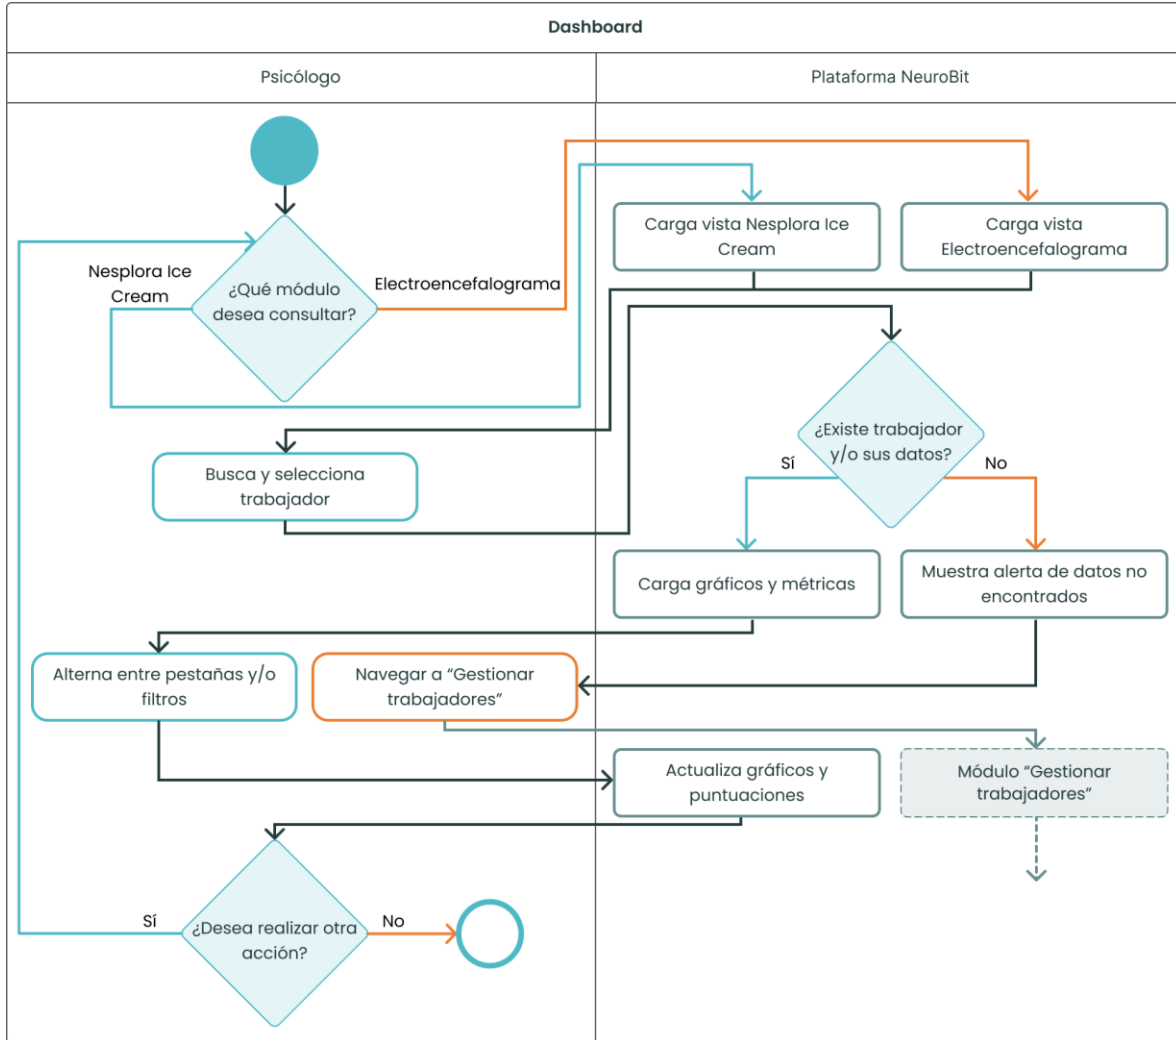 Dashboard
Psicólogo
Plataforma NeuroBit
Carga vista Nesplora Ice
Cream
Carga vista
Electroencefalograma
Nesplora Ice
Cream
¿Qué módulo
desea consultar?
Electroencefalograma
¿Existe trabajador
y/o sus datos?
Sí
No
Busca y selecciona
trabajador
Carga gráficos y métricas
Muestra alerta de datos no
encontrados
Alterna entre pestañas y/o
filtros
Navegar a “Gestionar
trabajadores”
Actualiza gráficos y
puntuaciones
Módulo “Gestionar
trabajadores”
Sí
¿Desea realizar otra
acción?
No